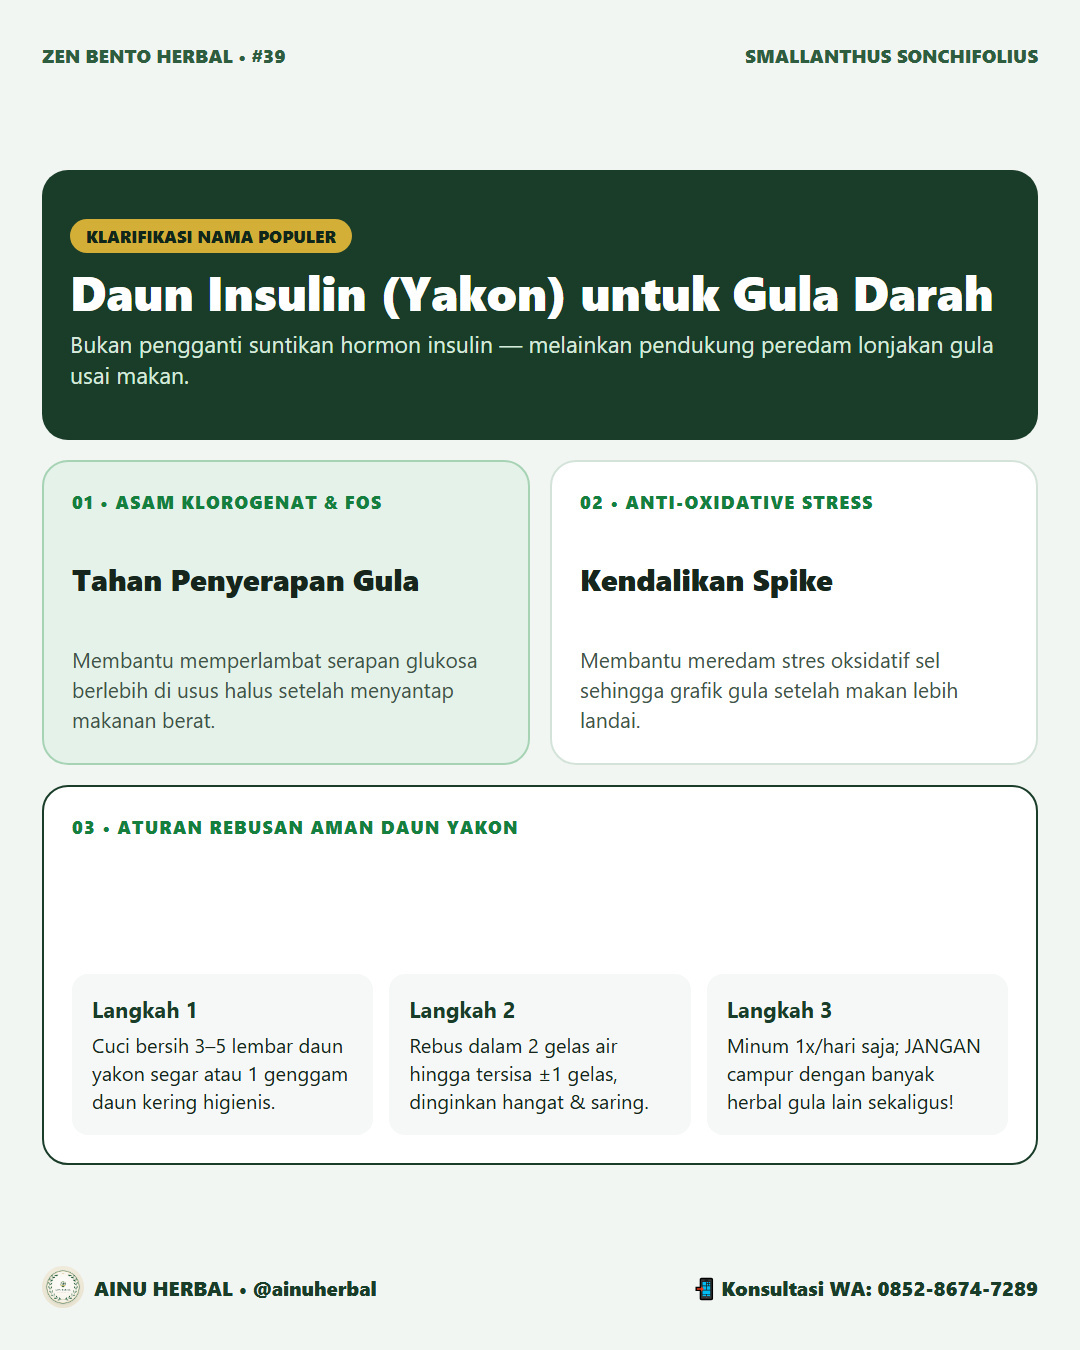 ZEN BENTO HERBAL • #39
SMALLANTHUS SONCHIFOLIUS
KLARIFIKASI NAMA POPULER
Daun Insulin (Yakon) untuk Gula Darah
Bukan pengganti suntikan hormon insulin — melainkan pendukung peredam lonjakan gula
usai makan.
01 • ASAM KLOROGENAT & FOS
Tahan Penyerapan Gula
Membantu memperlambat serapan glukosa
berlebih di usus halus setelah menyantap
makanan berat.
02 • ANTI-OXIDATIVE STRESS
Kendalikan Spike
Membantu meredam stres oksidatif sel
sehingga grafik gula setelah makan lebih
landai.
03 • ATURAN REBUSAN AMAN DAUN YAKON
Langkah 1
Cuci bersih 3–5 lembar daun
yakon segar atau 1 genggam
daun kering higienis.
Langkah 2
Rebus dalam 2 gelas air
hingga tersisa ±1 gelas,
dinginkan hangat & saring.
Langkah 3
Minum 1x/hari saja; JANGAN
campur dengan banyak
herbal gula lain sekaligus!
AINU HERBAL • @ainuherbal
Konsultasi WA: 0852-8674-7289